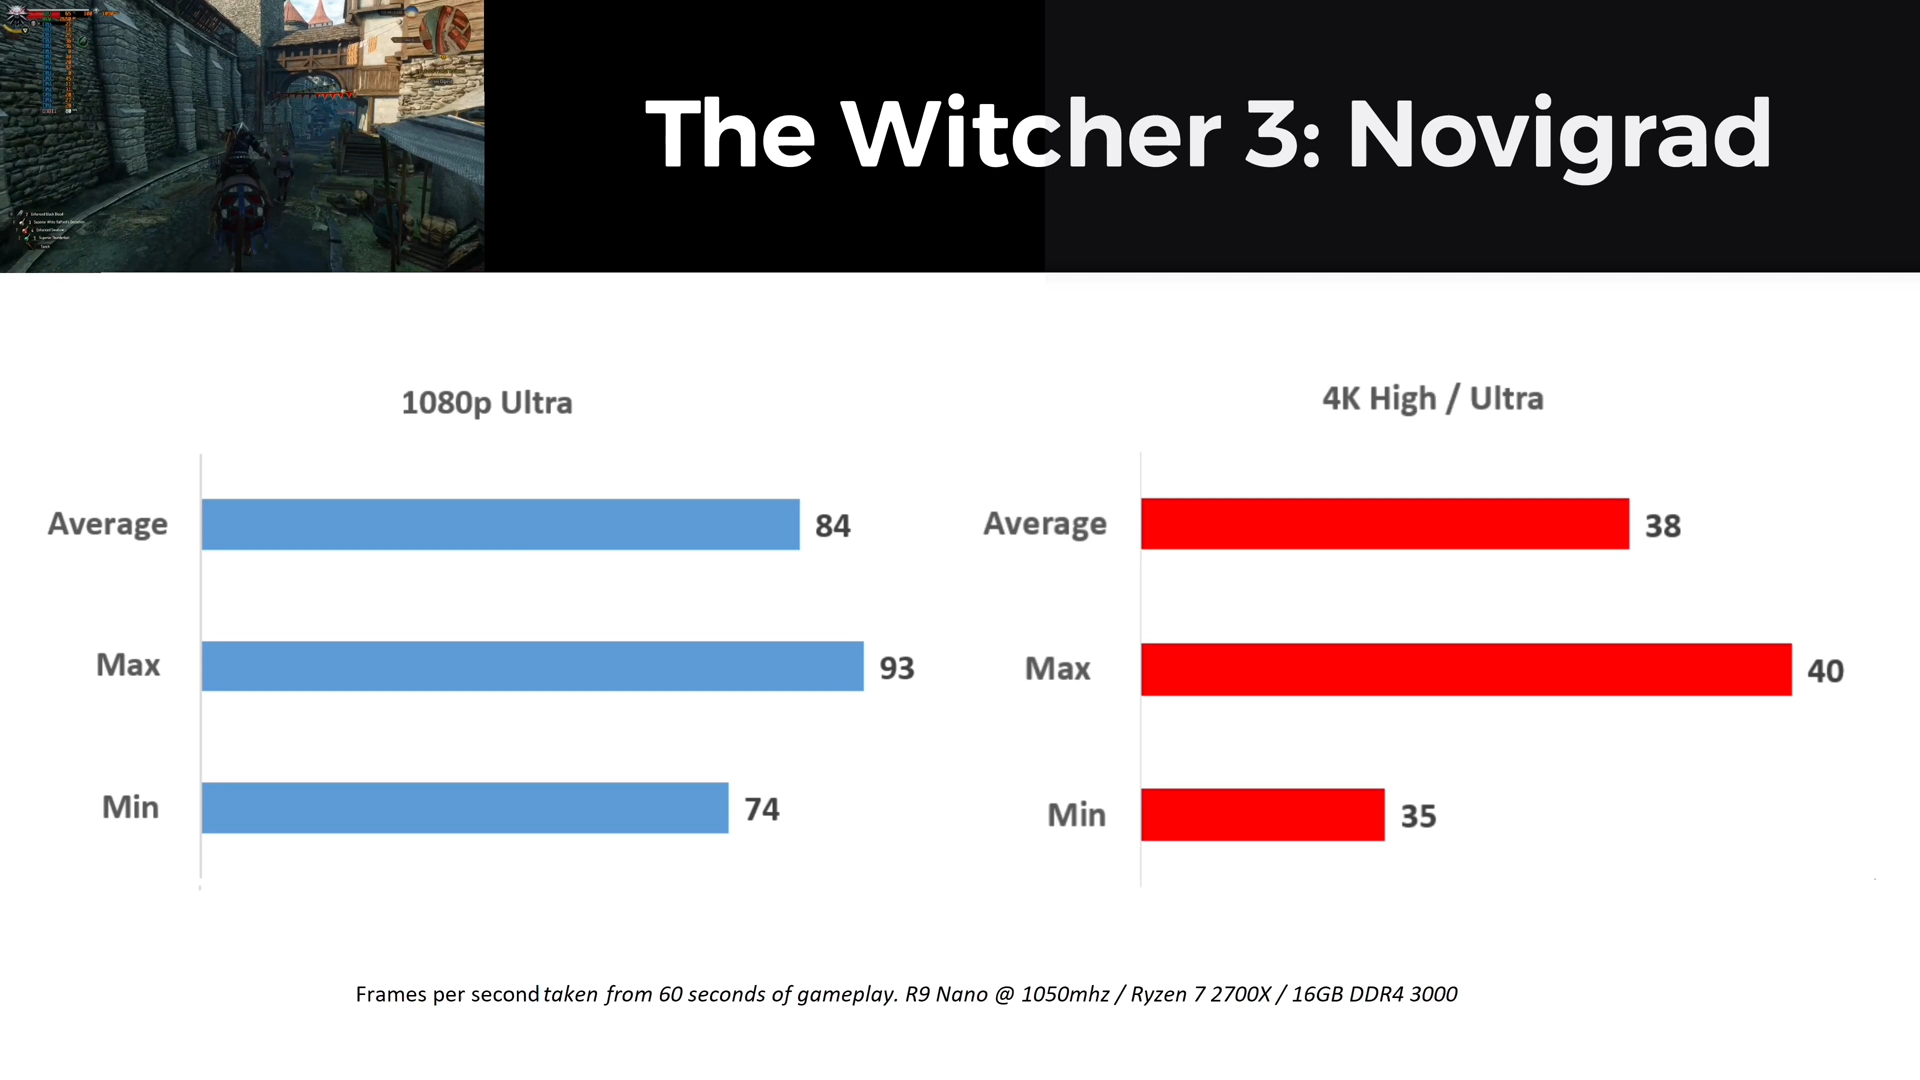 The Witcher 3: Novigrad
1080p Ultra
Average 84
Max 93
Min 74
4K High / Ultra
Average 38
Max 40
Min 35
Frames per second taken from 60 seconds of gameplay. R9 Nano @ 1050mhz / Ryzen 7 2700X / 16GB DDR4 3000